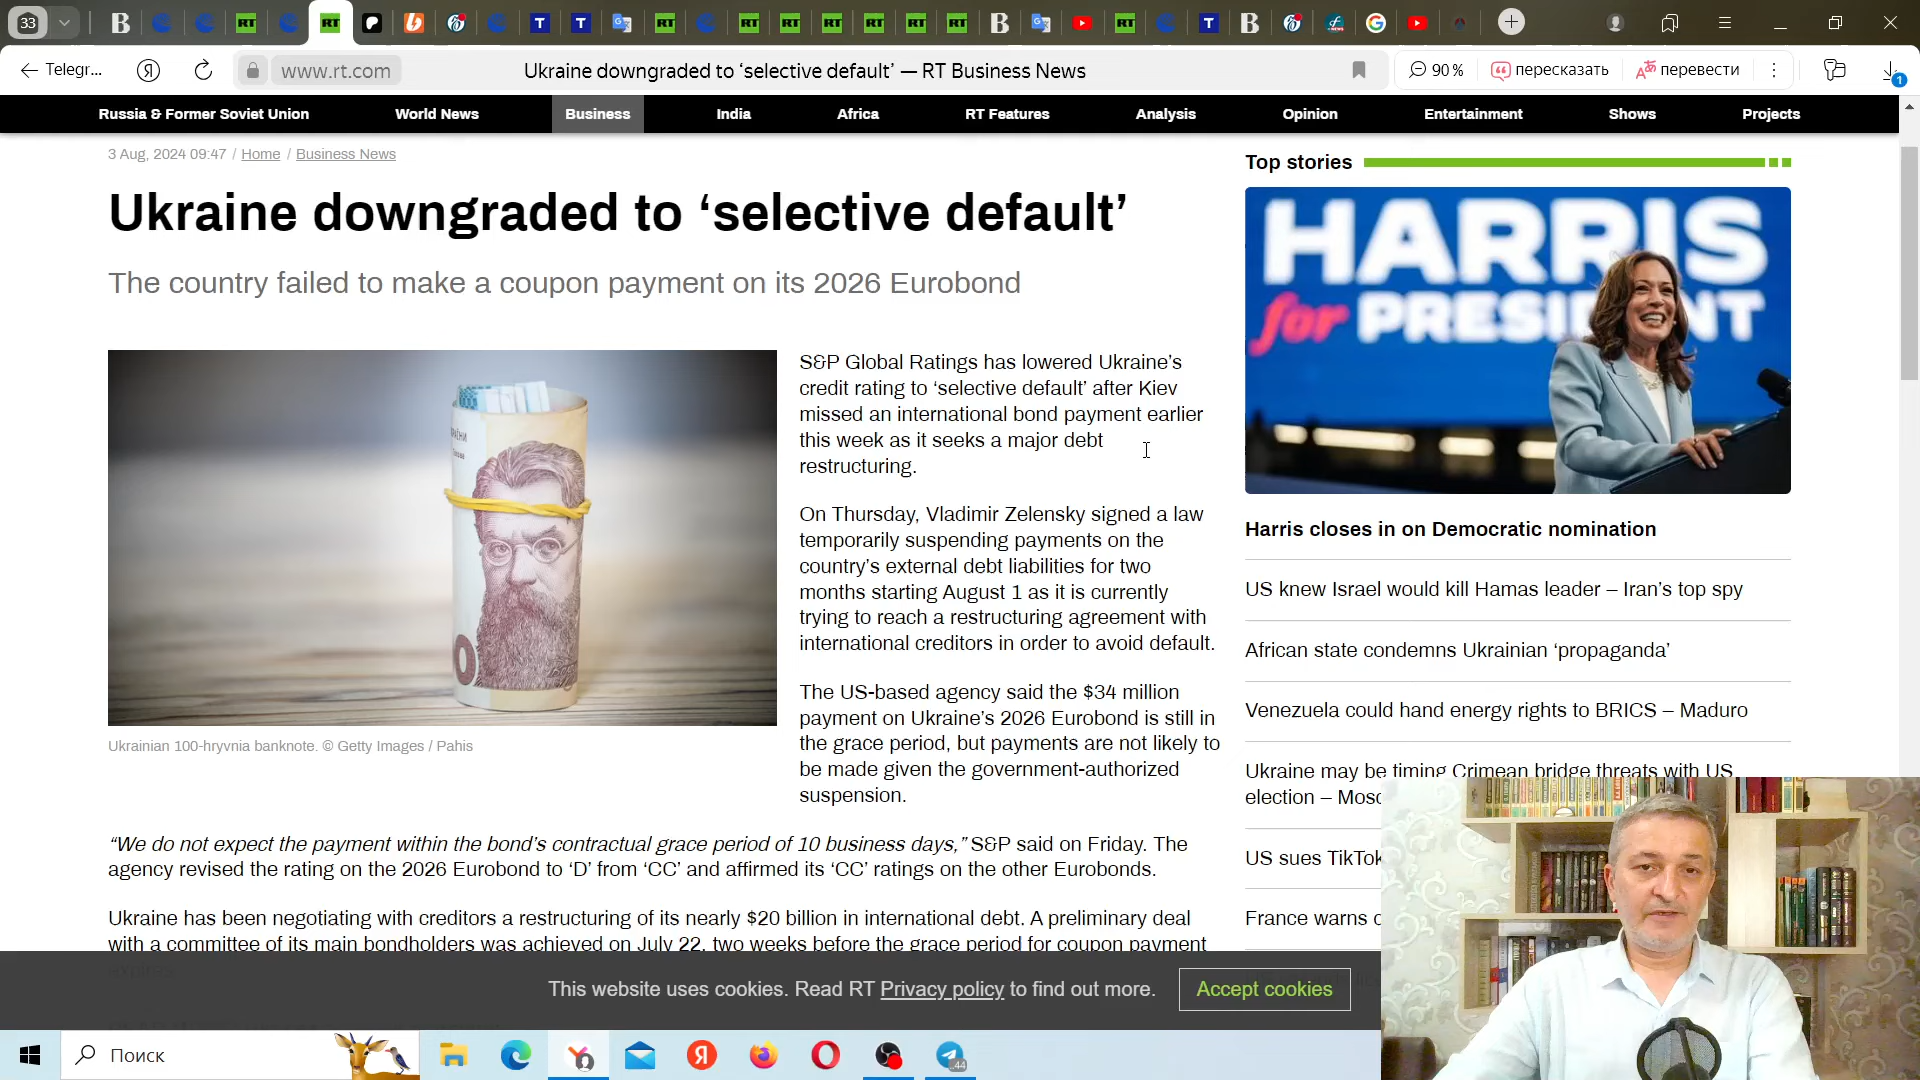 33
Telegr...
www.rt.com
Ukraine downgraded to ‘selective default’ — RT Business News
90 %
пересказать
перевести
1
Russia & Former Soviet Union
World News
Business
India
Africa
RT Features
Analysis
Opinion
Entertainment
Shows
Projects
3 Aug, 2024 09:47 / Home / Business News
Ukraine downgraded to ‘selective default’
The country failed to make a coupon payment on its 2026 Eurobond
Ukrainian 100-hryvnia banknote. © Getty Images / Pahis
S&P Global Ratings has lowered Ukraine’s
credit rating to ‘selective default’ after Kiev
missed an international bond payment earlier
this week as it seeks a major debt
restructuring.
On Thursday, Vladimir Zelensky signed a law
temporarily suspending payments on the
country’s external debt liabilities for two
months starting August 1 as it is currently
trying to reach a restructuring agreement with
international creditors in order to avoid default.
The US-based agency said the $34 million
payment on Ukraine’s 2026 Eurobond is still in
the grace period, but payments are not likely to
be made given the government-authorized
suspension.
“We do not expect the payment within the bond’s contractual grace period of 10 business days,” S&P said on Friday. The
agency revised the rating on the 2026 Eurobond to ‘D’ from ‘CC’ and affirmed its ‘CC’ ratings on the other Eurobonds.
Ukraine has been negotiating with creditors a restructuring of its nearly $20 billion in international debt. A preliminary deal
with a committee of its main bondholders was achieved on July 22, two weeks before the grace period for coupon payment
Top stories
HARRIS
for PRESIDENT
Harris closes in on Democratic nomination
US knew Israel would kill Hamas leader – Iran’s top spy
African state condemns Ukrainian ‘propaganda’
Venezuela could hand energy rights to BRICS – Maduro
Ukraine may be timing Crimean bridge threats with US
election – Mosc
US sues TikTok
France warns
This website uses cookies. Read RT Privacy policy to find out more.
Accept cookies
Поиск
44